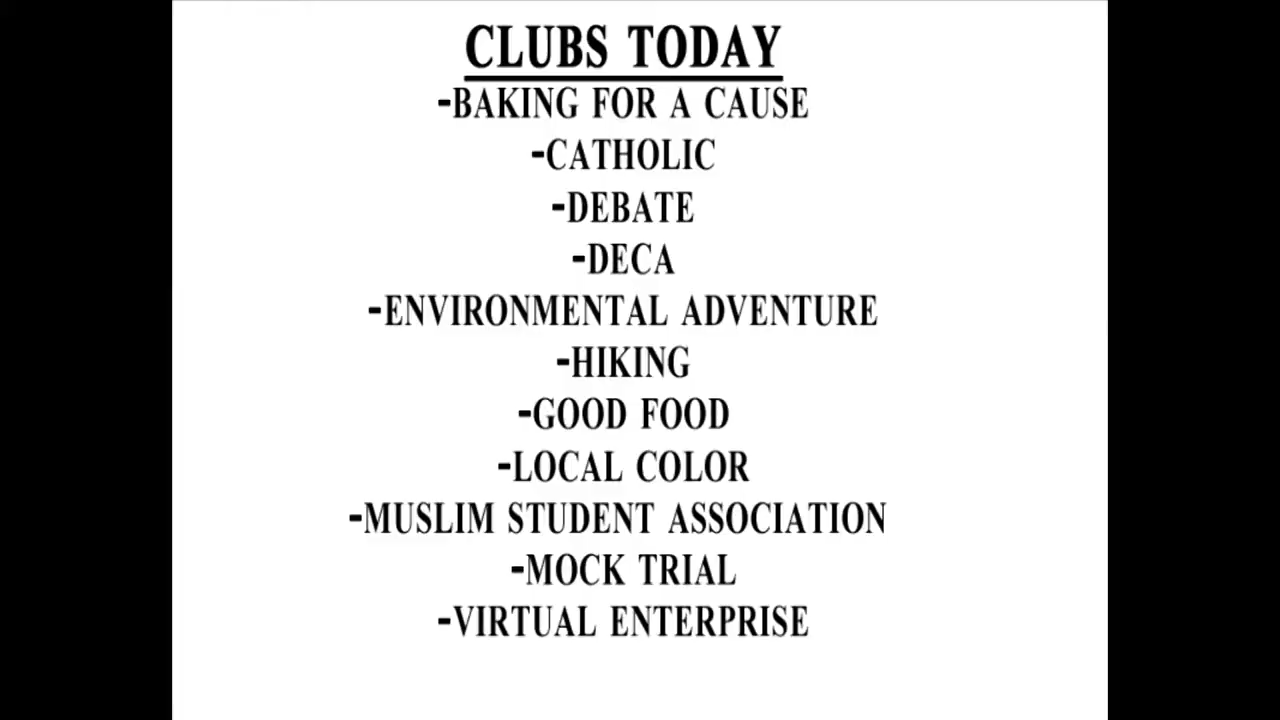 CLUBS TODAY
-BAKING FOR A CAUSE
-CATHOLIC
-DEBATE
-DECA
-ENVIRONMENTAL ADVENTURE
-HIKING
-GOOD FOOD
-LOCAL COLOR
-MUSLIM STUDENT ASSOCIATION
-MOCK TRIAL
-VIRTUAL ENTERPRISE